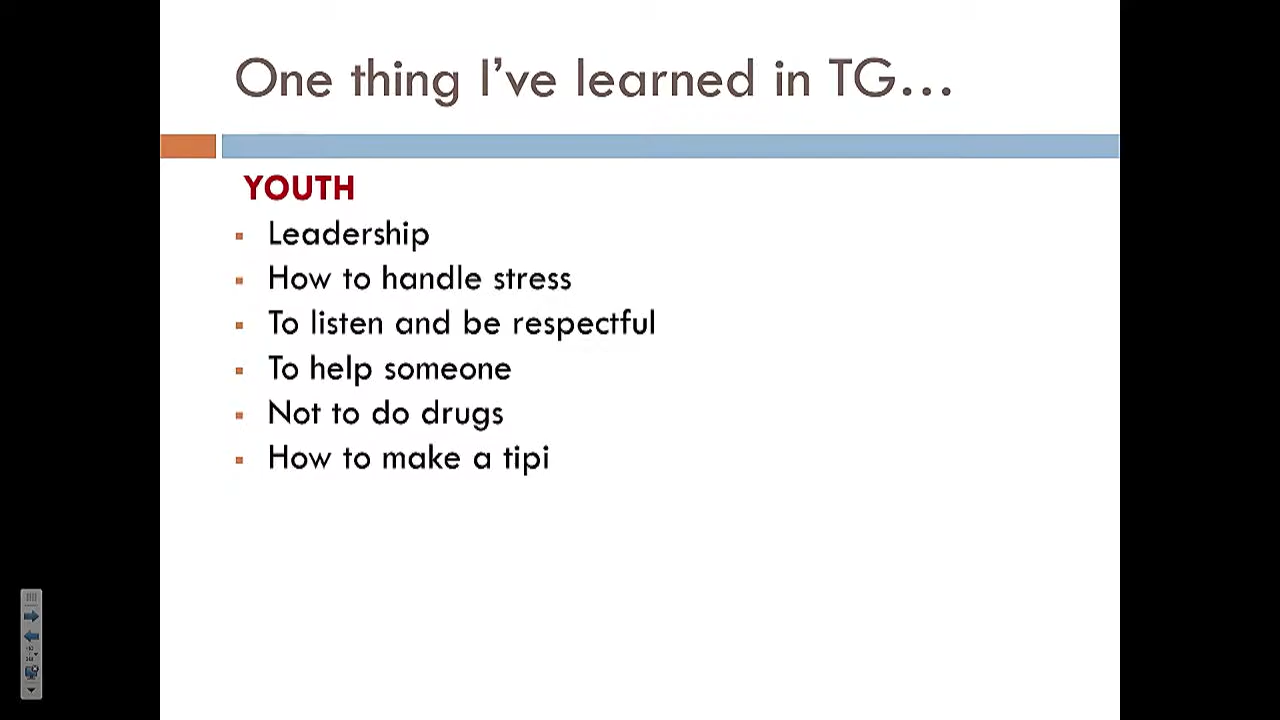 One thing I've learned in TG...
YOUTH
Leadership
How to handle stress
To listen and be respectful
To help someone
Not to do drugs
How to make a tipi